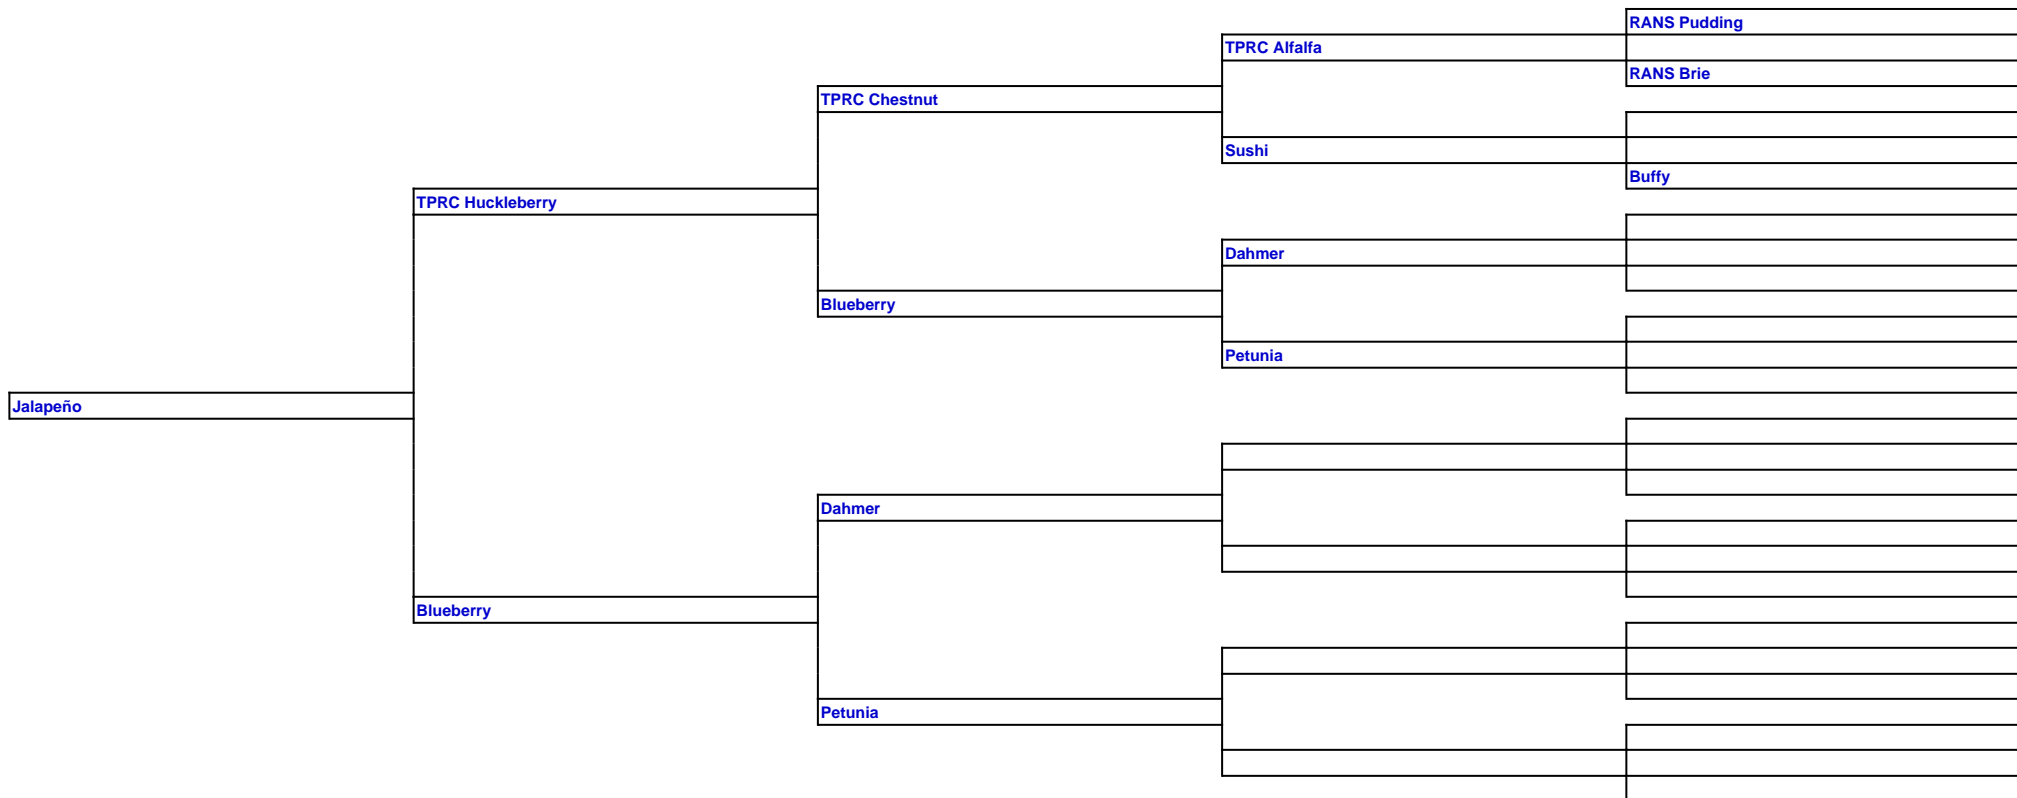 RANS Pudding
TPRC Alfalfa
RANS Brie
TPRC Chestnut
Sushi
Buffy
TPRC Huckleberry
Dahmer
Blueberry
Petunia
Jalapeño
Dahmer
Blueberry
Petunia